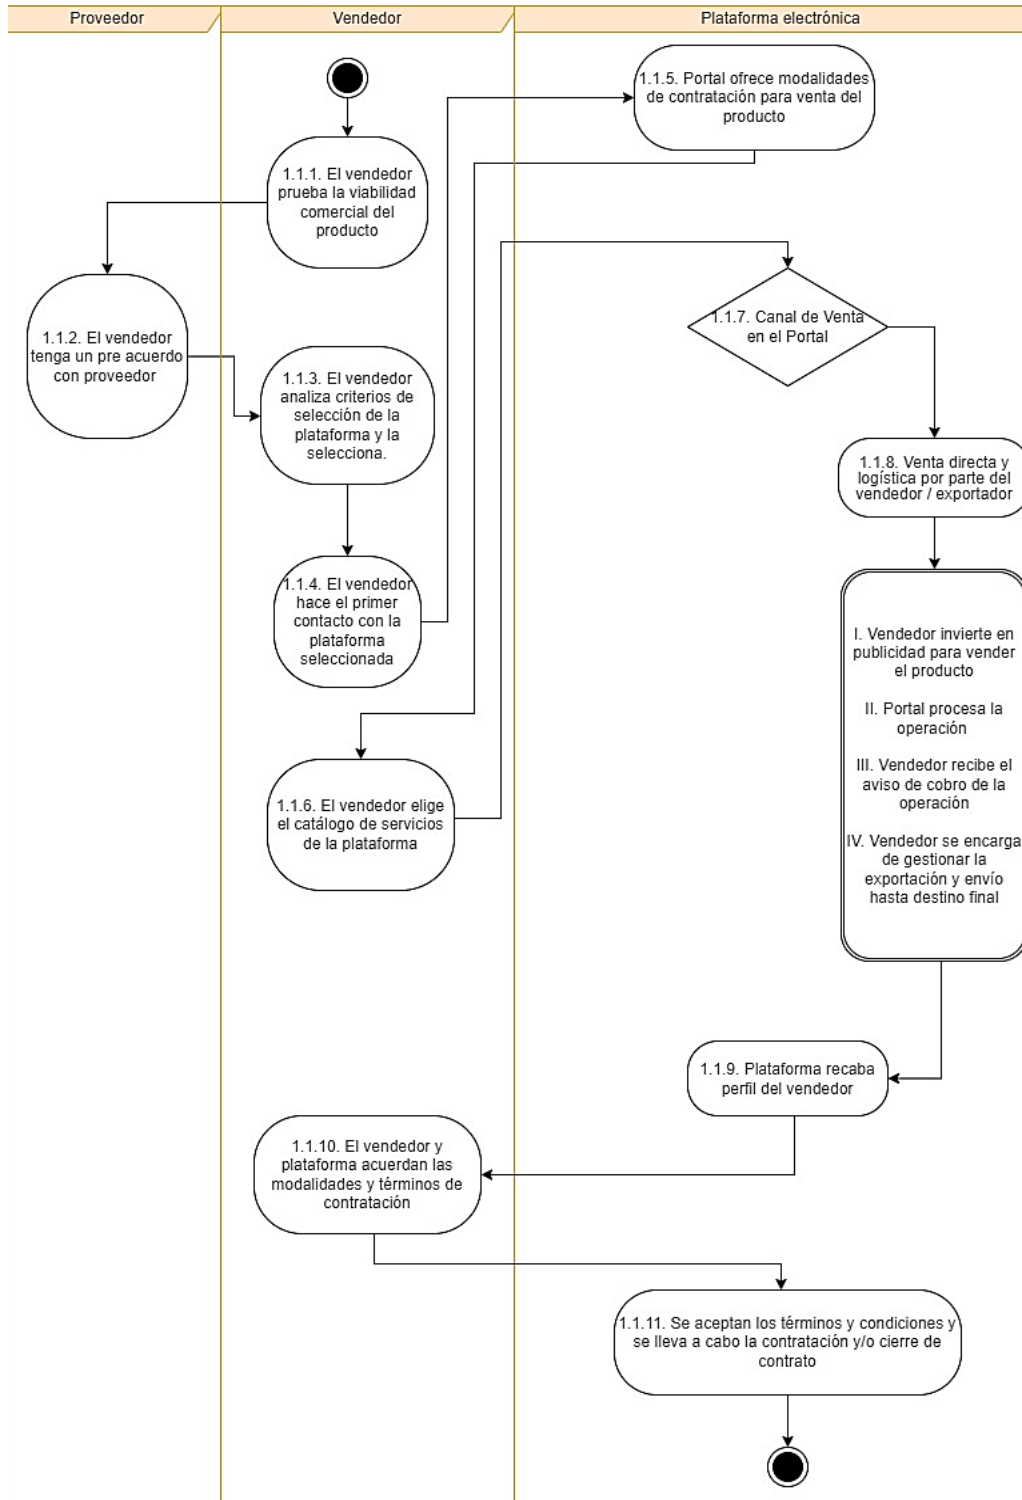 Proveedor
Vendedor
Plataforma electrónica
1.1.1. El vendedor
prueba la viabilidad
comercial del
producto
1.1.2. El vendedor
tenga un pre acuerdo
con proveedor
1.1.3. El vendedor
analiza criterios de
selección de la
plataforma y la
selecciona.
1.1.4. El vendedor
hace el primer
contacto con la
plataforma
seleccionada
1.1.5. Portal ofrece modalidades
de contratación para venta del
producto
1.1.6. El vendedor elige
el catálogo de servicios
de la plataforma
1.1.7. Canal de Venta
en el Portal
1.1.8. Venta directa y
logística por parte del
vendedor / exportador
I. Vendedor invierte en
publicidad para vender
el producto
II. Portal procesa la
operación
III. Vendedor recibe el
aviso de cobro de la
operación
IV. Vendedor se encarga
de gestionar la
exportación y envío
hasta destino final
1.1.9. Plataforma recaba
perfil del vendedor
1.1.10. El vendedor y
plataforma acuerdan las
modalidades y términos de
contratación
1.1.11. Se aceptan los términos y condiciones y
se lleva a cabo la contratación y/o cierre de
contrato